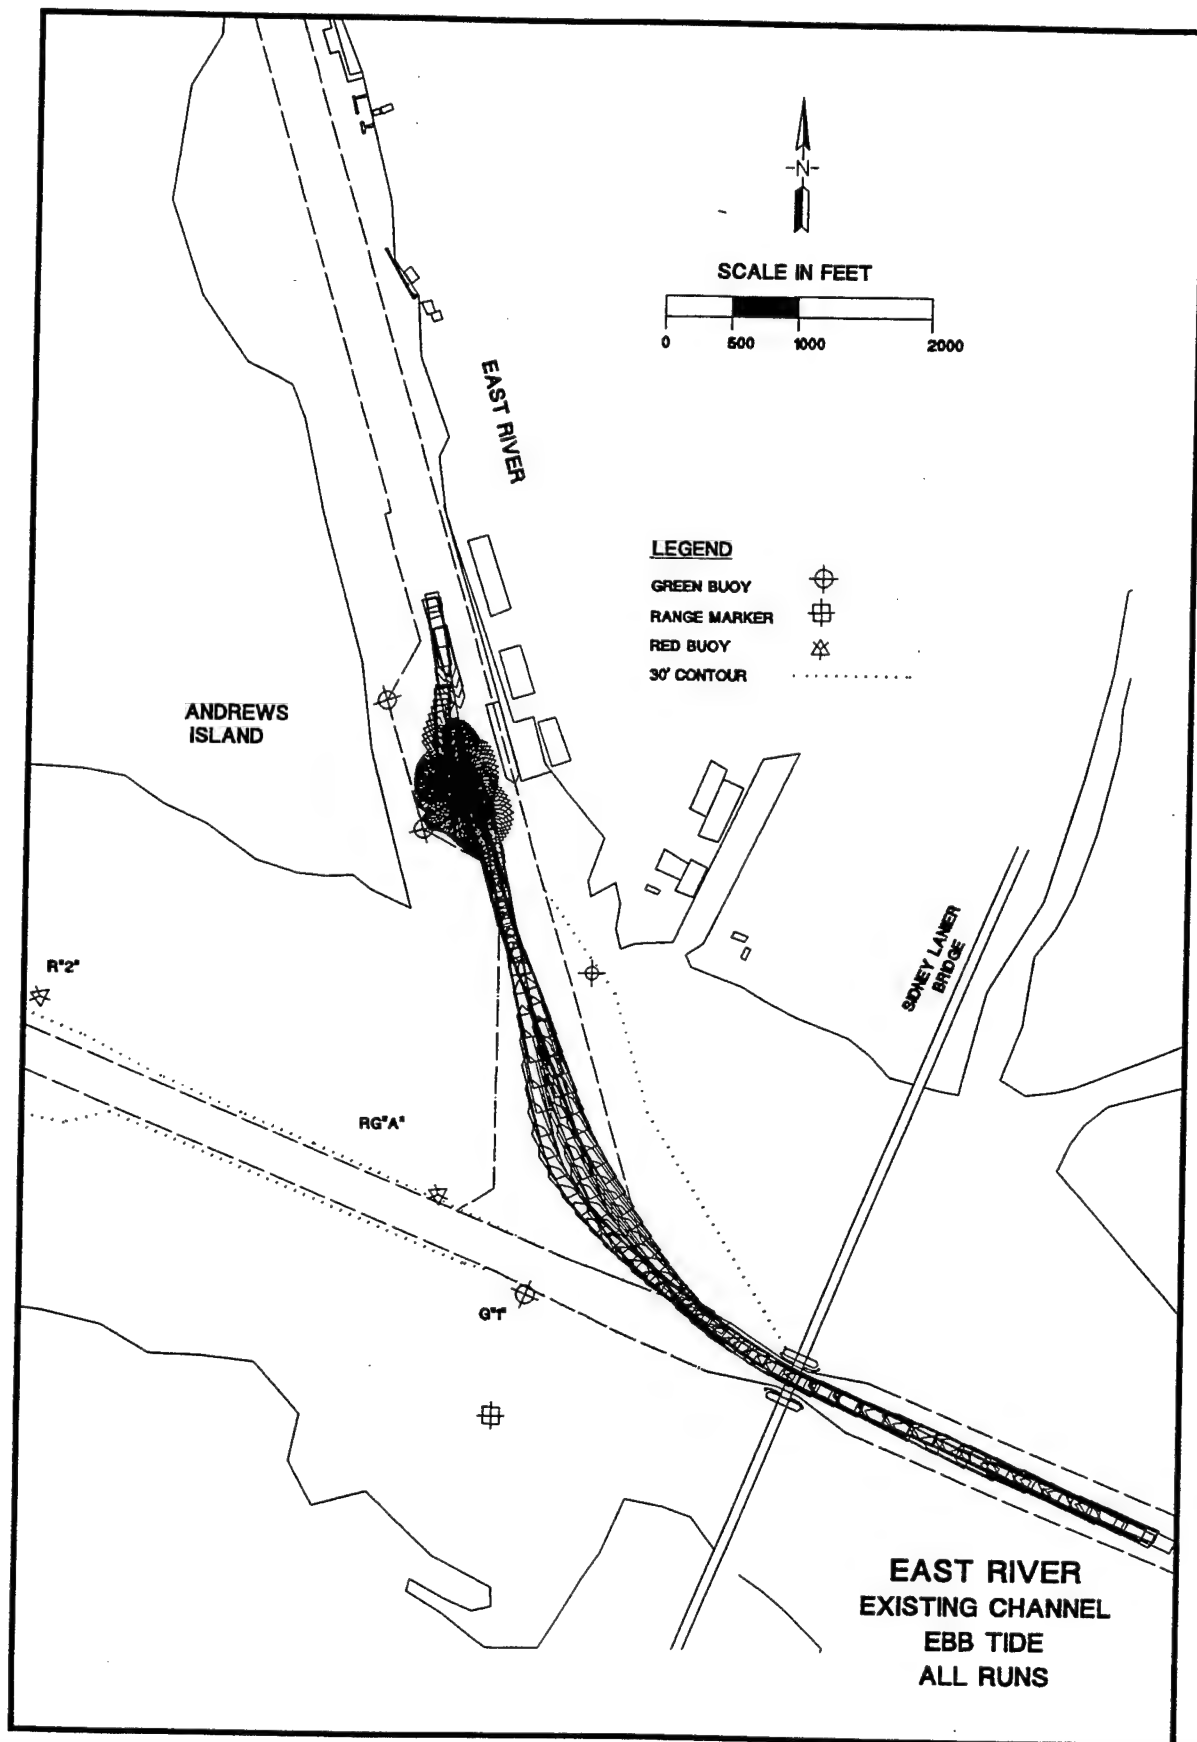 -N-
SCALE IN FEET
0 500 1000 2000
EAST RIVER
LEGEND
GREEN BUOY
RANGE MARKER
RED BUOY
30' CONTOUR
ANDREWS
ISLAND
SIDNEY LANIER
BRIDGE
R"2"
RG"A"
G"1"
EAST RIVER
EXISTING CHANNEL
EBB TIDE
ALL RUNS